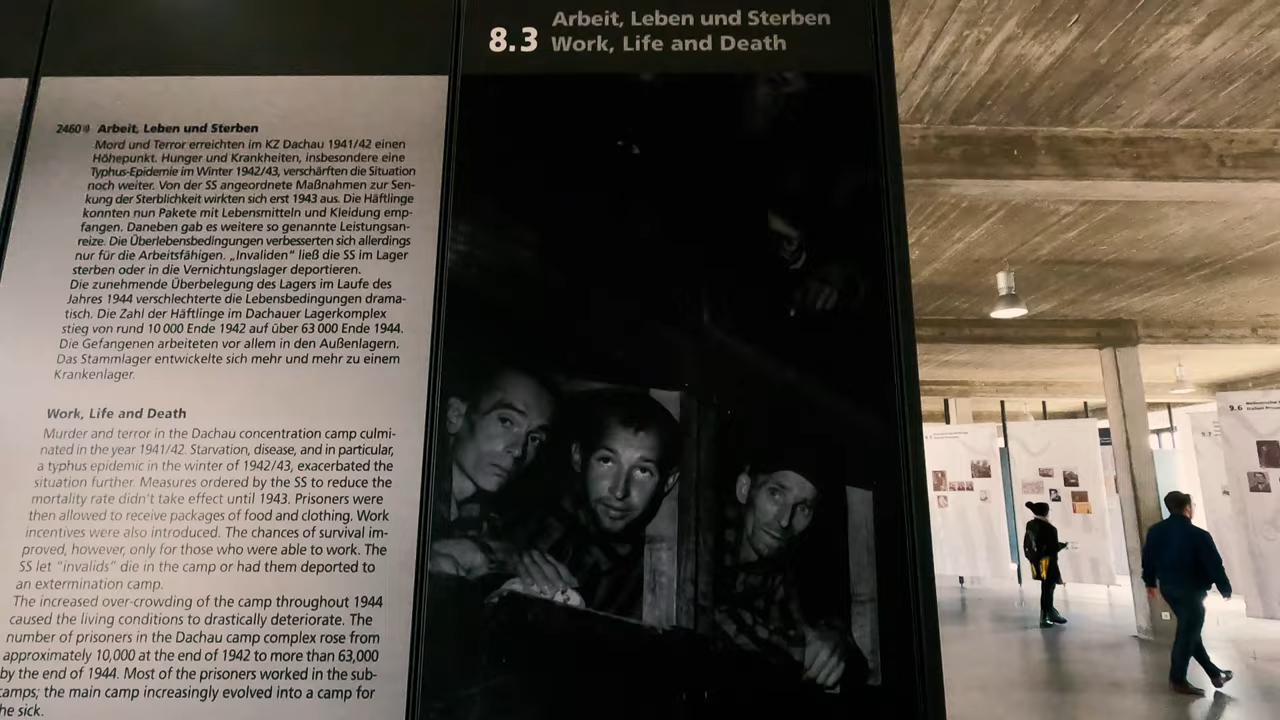 8.3
Arbeit, Leben und Sterben
Work, Life and Death
2460 Arbeit, Leben und Sterben
Mord und Terror erreichten im KZ Dachau 1941/42 einen
Höhepunkt. Hunger und Krankheiten, insbesondere eine
Typhus-Epidemie im Winter 1942/43, verschärften die Situation
noch weiter. Von der SS angeordnete Maßnahmen zur Sen-
kung der Sterblichkeit wirkten sich erst 1943 aus. Die Häftlinge
konnten nun Pakete mit Lebensmitteln und Kleidung emp-
fangen. Daneben gab es weitere so genannte Leistungsan-
reize. Die Überlebensbedingungen verbesserten sich allerdings
nur für die Arbeitsfähigen. „Invaliden“ ließ die SS im Lager
sterben oder in die Vernichtungslager deportieren.
Die zunehmende Überbelegung des Lagers im Laufe des
Jahres 1944 verschlechterte die Lebensbedingungen drama-
tisch. Die Zahl der Häftlinge im Dachauer Lagerkomplex
stieg von rund 10 000 Ende 1942 auf über 63 000 Ende 1944.
Die Gefangenen arbeiteten vor allem in den Außenlagern.
Das Stammlager entwickelte sich mehr und mehr zu einem
Krankenlager.
Work, Life and Death
Murder and terror in the Dachau concentration camp culmi-
nated in the year 1941/42. Starvation, disease, and in particular,
a typhus epidemic in the winter of 1942/43, exacerbated the
situation further. Measures ordered by the SS to reduce the
mortality rate didn't take effect until 1943. Prisoners were
then allowed to receive packages of food and clothing. Work
incentives were also introduced. The chances of survival im-
proved, however, only for those who were able to work. The
SS let "invalids" die in the camp or had them deported to
an extermination camp.
The increased over-crowding of the camp throughout 1944
caused the living conditions to drastically deteriorate. The
number of prisoners in the Dachau camp complex rose from
approximately 10,000 at the end of 1942 to more than 63,000
by the end of 1944. Most of the prisoners worked in the sub-
camps; the main camp increasingly evolved into a camp for
the sick.
9.6